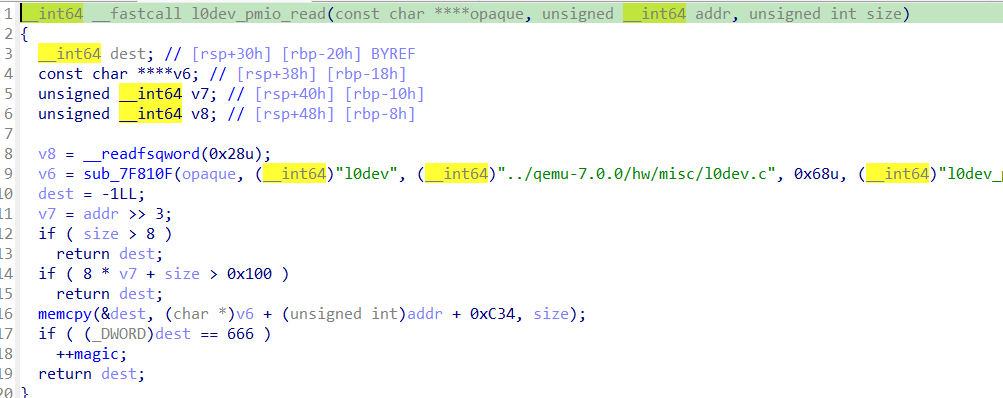 1 __int64 __fastcall l0dev_pmio_read(const char ****opaque, unsigned __int64 addr, unsigned int size)
2 {
3 __int64 dest; // [rsp+30h] [rbp-20h] BYREF
4 const char ****v6; // [rsp+38h] [rbp-18h]
5 unsigned __int64 v7; // [rsp+40h] [rbp-10h]
6 unsigned __int64 v8; // [rsp+48h] [rbp-8h]
7
8 v8 = __readfsqword(0x28u);
9 v6 = sub_7F810F(opaque, (__int64)"l0dev", (__int64)"../qemu-7.0.0/hw/misc/l0dev.c", 0x68u, (__int64)"l0dev_
10 dest = -1LL;
11 v7 = addr >> 3;
12 if ( size > 8 )
13 return dest;
14 if ( 8 * v7 + size > 0x100 )
15 return dest;
16 memcpy(&dest, (char *)v6 + (unsigned int)addr + 0xC34, size);
17 if ( (_DWORD)dest == 666 )
18 ++magic;
19 return dest;
20 }